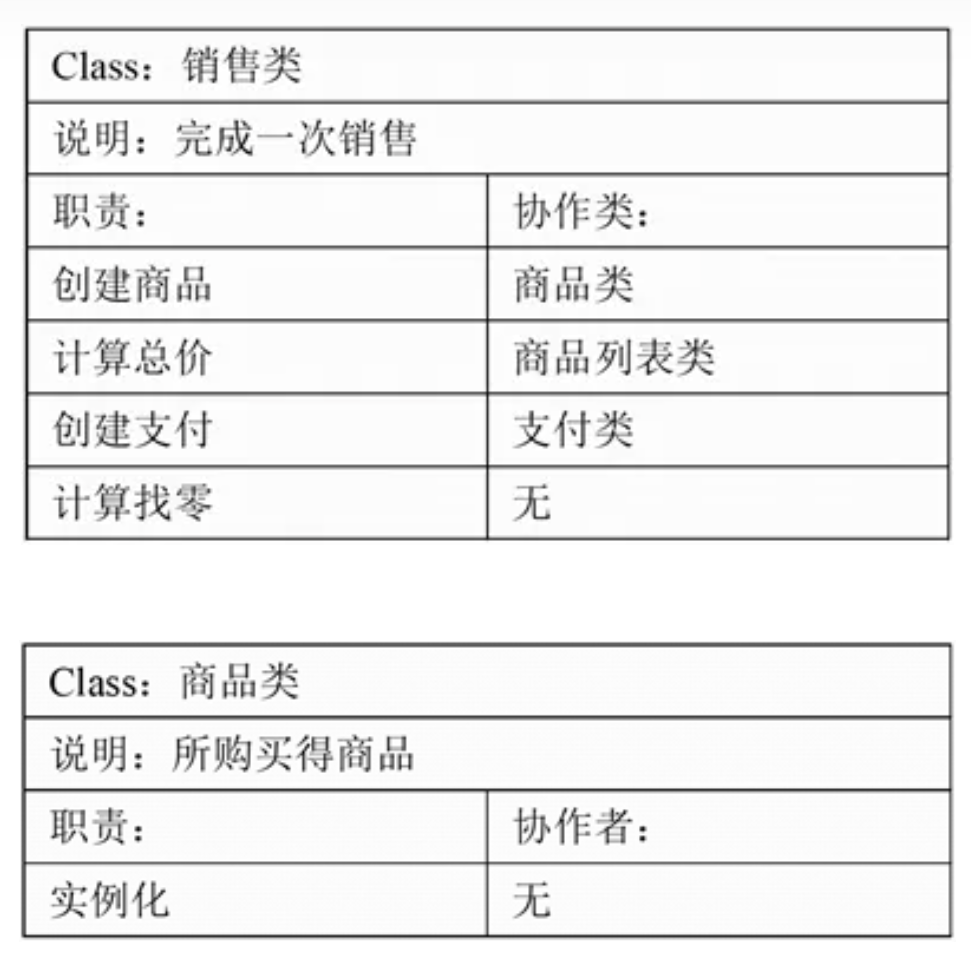 Class：销售类
说明：完成一次销售
职责： 协作类：
创建商品 商品类
计算总价 商品列表类
创建支付 支付类
计算找零 无
Class：商品类
说明：所购买得商品
职责： 协作者：
实例化 无